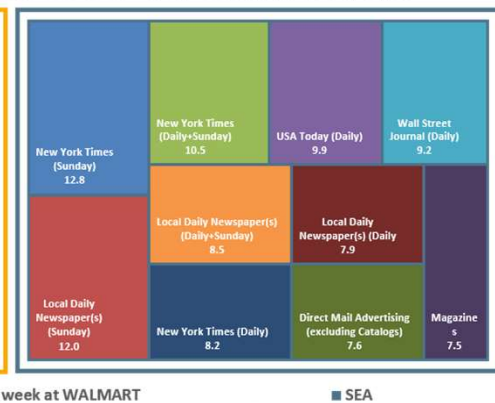 New York Times
(Sunday)
12.8
New York Times
(Daily+Sunday)
10.5
USA Today (Daily)
9.9
Wall Street
Journal (Daily)
9.2
Local Daily
Newspaper(s)
(Sunday)
12.0
Local Daily Newspaper(s)
(Daily+Sunday)
8.5
Local Daily
Newspaper(s) (Daily
7.9
New York Times (Daily)
8.2
Direct Mail Advertising
(excluding Catalogs)
7.6
Magazine
s
7.5
week at WALMART
SEA